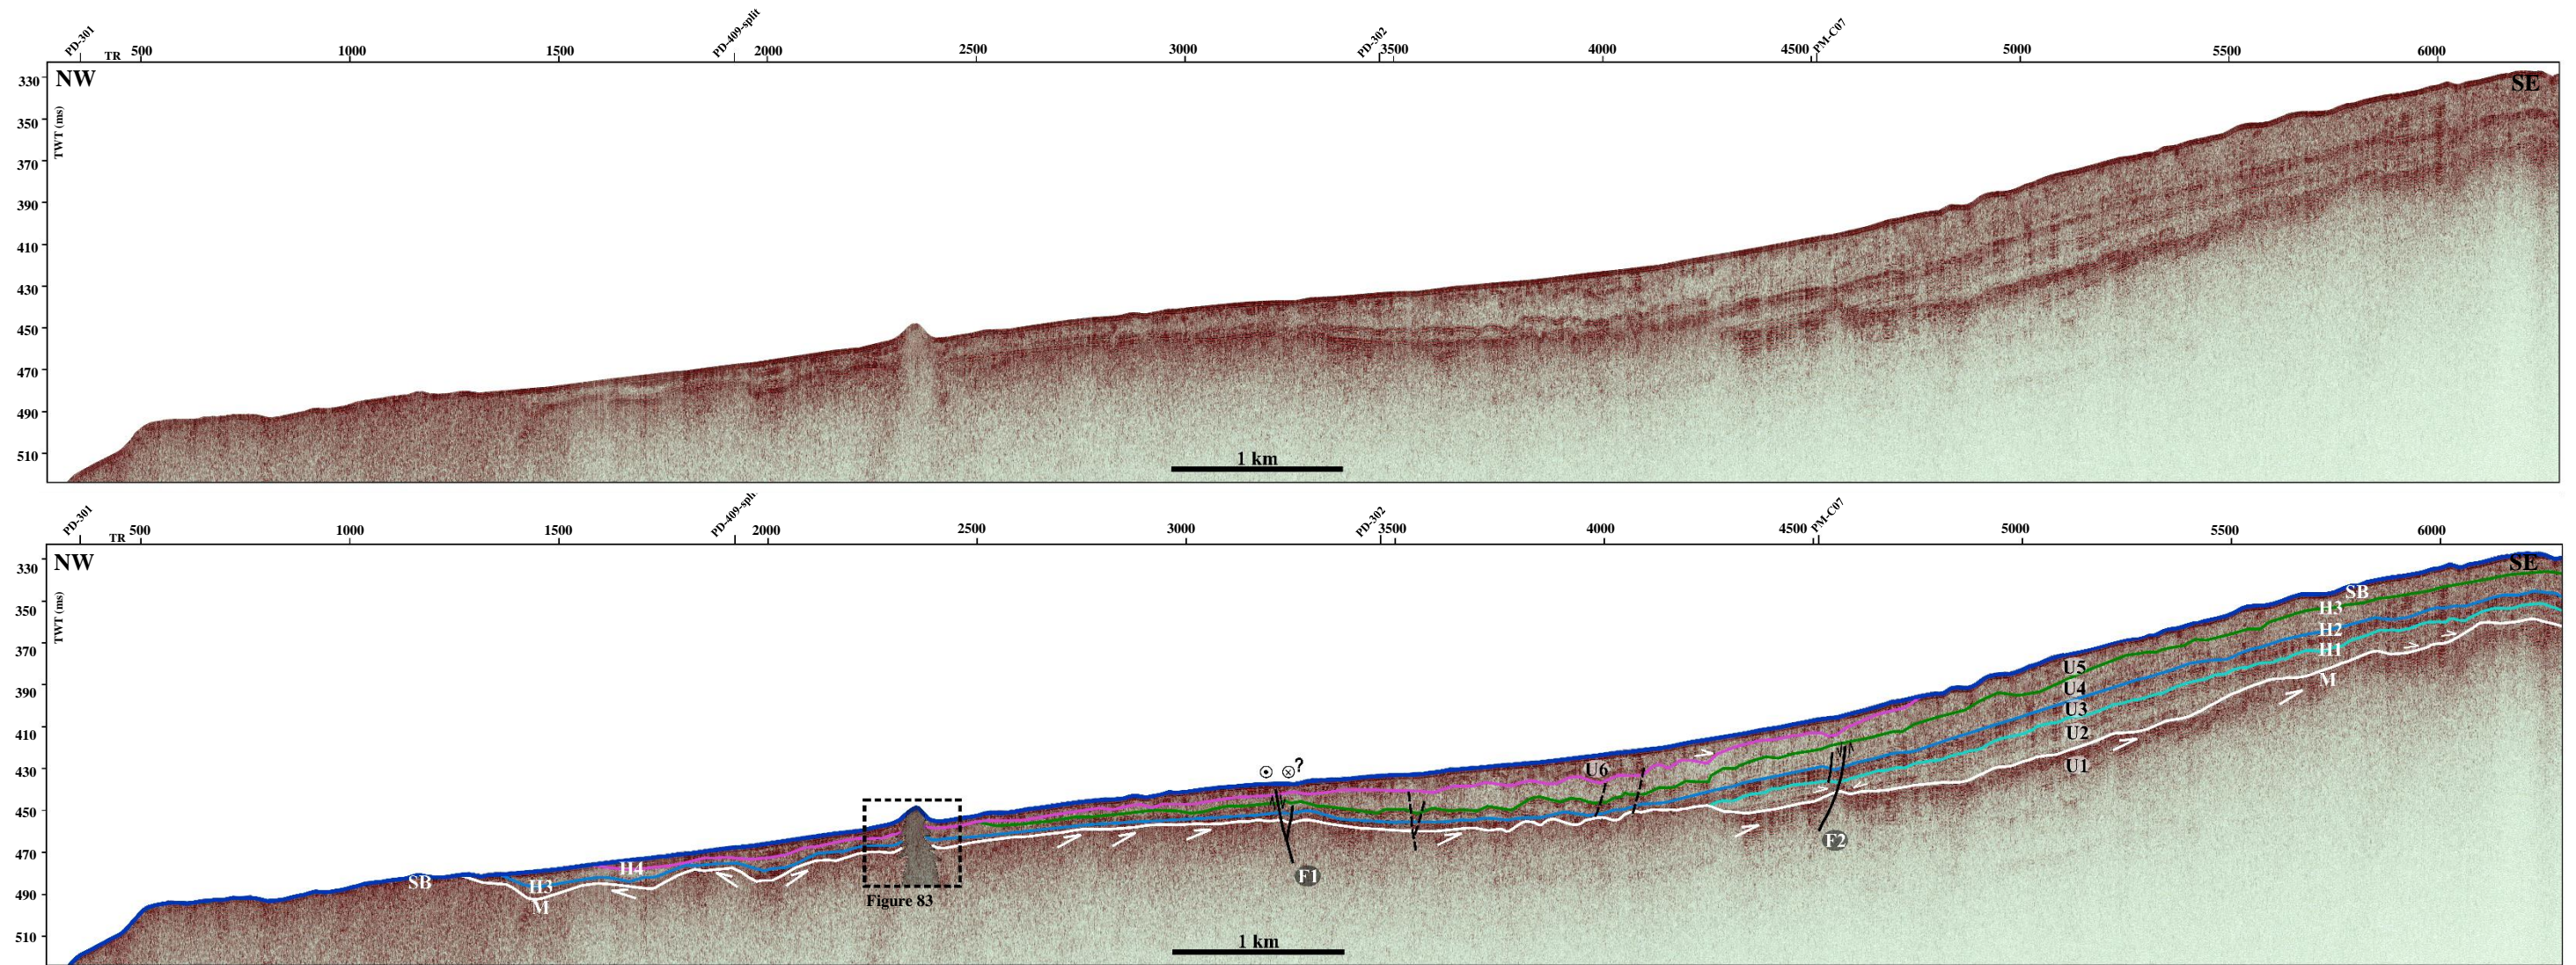 PD-301 PD-409-split PD-302 PM-C07
TR 500 1000 1500 2000 2500 3000 3500 4000 4500 5000 5500 6000
NW SE
TWT (ms)
330
350
370
390
410
430
450
470
490
510
1 km
PD-301 PD-409-spl PD-302 PM-C07
TR 500 1000 1500 2000 2500 3000 3500 4000 4500 5000 5500 6000
NW SE
TWT (ms)
330
350
370
390
410
430
450
470
490
510
SB
H3
H2
H1
M
U5
U4
U3
U2
U1
U6
?
F1
F2
SB
H4
H3
M
Figure 83
1 km